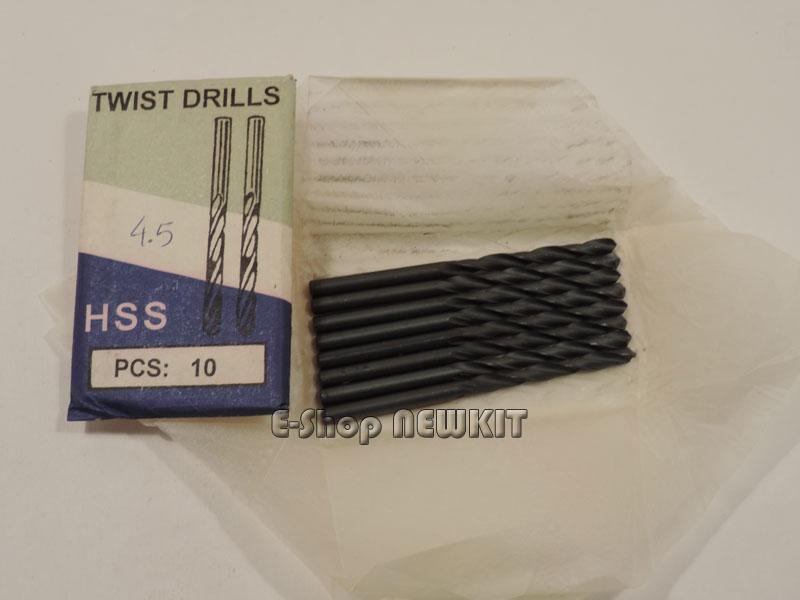 TWIST DRILLS
4.5
HSS
PCS: 10
E-Shop NEWKIT